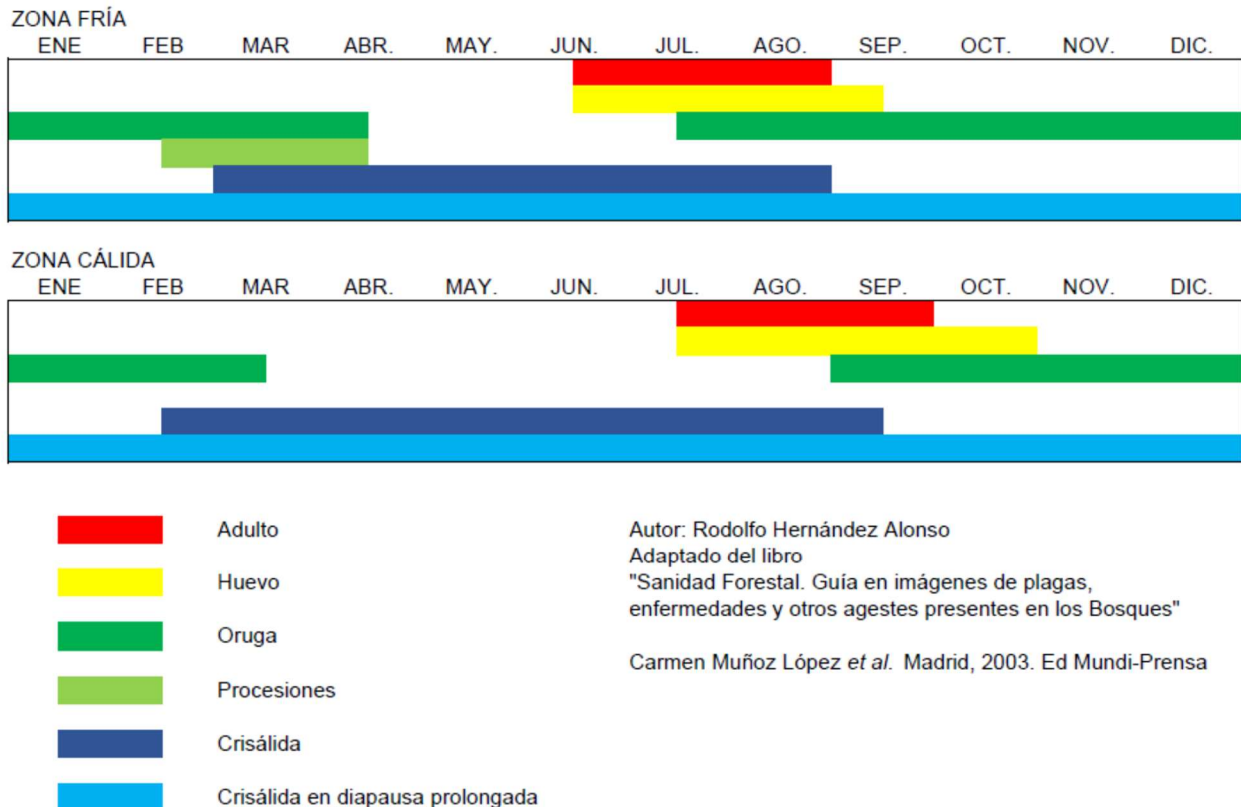 ZONA FRÍA
ENE FEB MAR ABR. MAY. JUN. JUL. AGO. SEP. OCT. NOV. DIC.
ZONA CÁLIDA
ENE FEB MAR ABR. MAY. JUN. JUL. AGO. SEP. OCT. NOV. DIC.
Adulto
Huevo
Oruga
Procesiones
Crisálida
Crisálida en diapausa prolongada
Autor: Rodolfo Hernández Alonso
Adaptado del libro
"Sanidad Forestal. Guía en imágenes de plagas,
enfermedades y otros agestes presentes en los Bosques"
Carmen Muñoz López et al. Madrid, 2003. Ed Mundi-Prensa